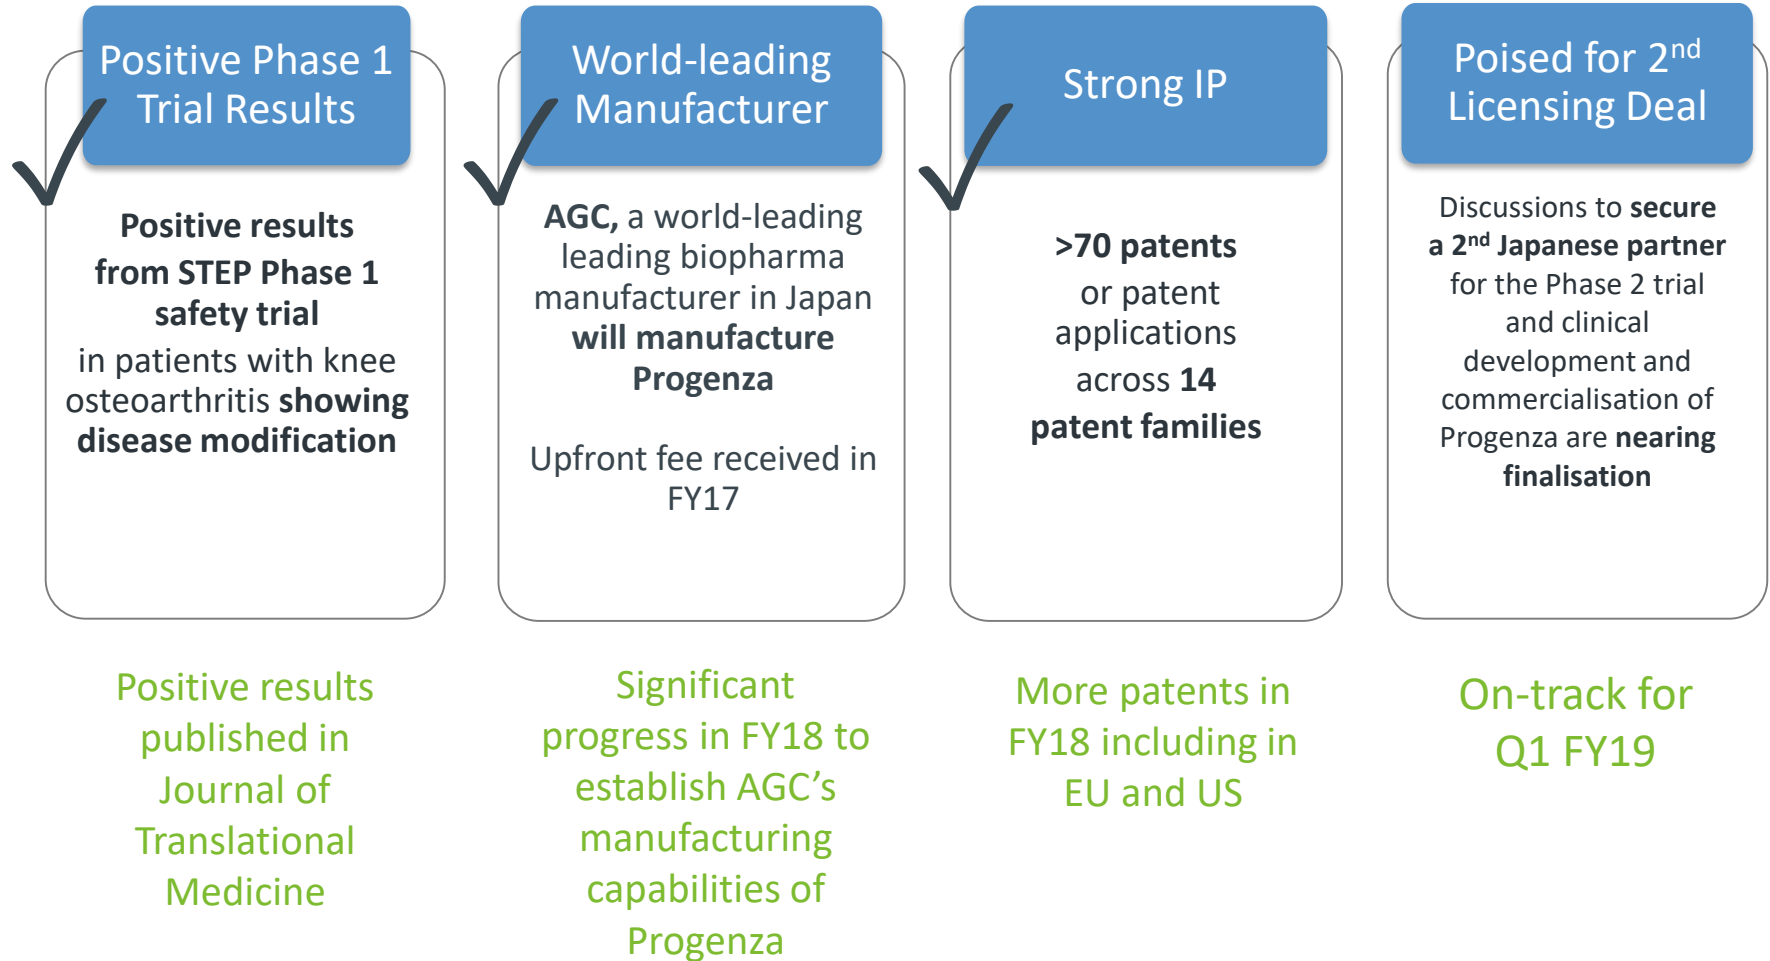 Positive Phase 1
Trial Results
Positive results
from STEP Phase 1
safety trial
in patients with knee
osteoarthritis showing
disease modification
Positive results
published in
Journal of
Translational
Medicine
World-leading
Manufacturer
AGC, a world-leading
leading biopharma
manufacturer in Japan
will manufacture
Progenza
Upfront fee received in
FY17
Significant
progress in FY18 to
establish AGC’s
manufacturing
capabilities of
Progenza
Strong IP
>70 patents
or patent
applications
across 14
patent families
More patents in
FY18 including in
EU and US
Poised for 2nd
Licensing Deal
Discussions to secure
a 2nd Japanese partner
for the Phase 2 trial
and clinical
development and
commercialisation of
Progenza are nearing
finalisation
On-track for
Q1 FY19